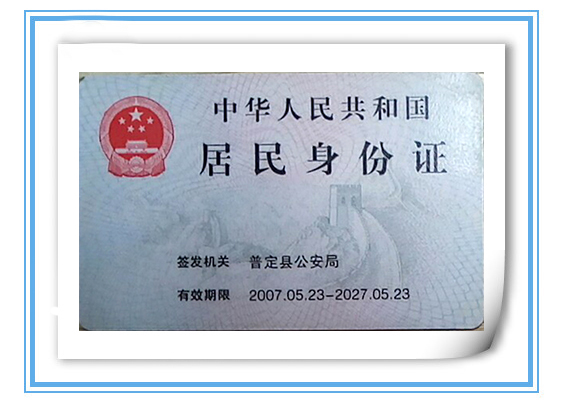 中华人民共和国
居民身份证
签发机关 普定县公安局
有效期限 2007.05.23-2027.05.23